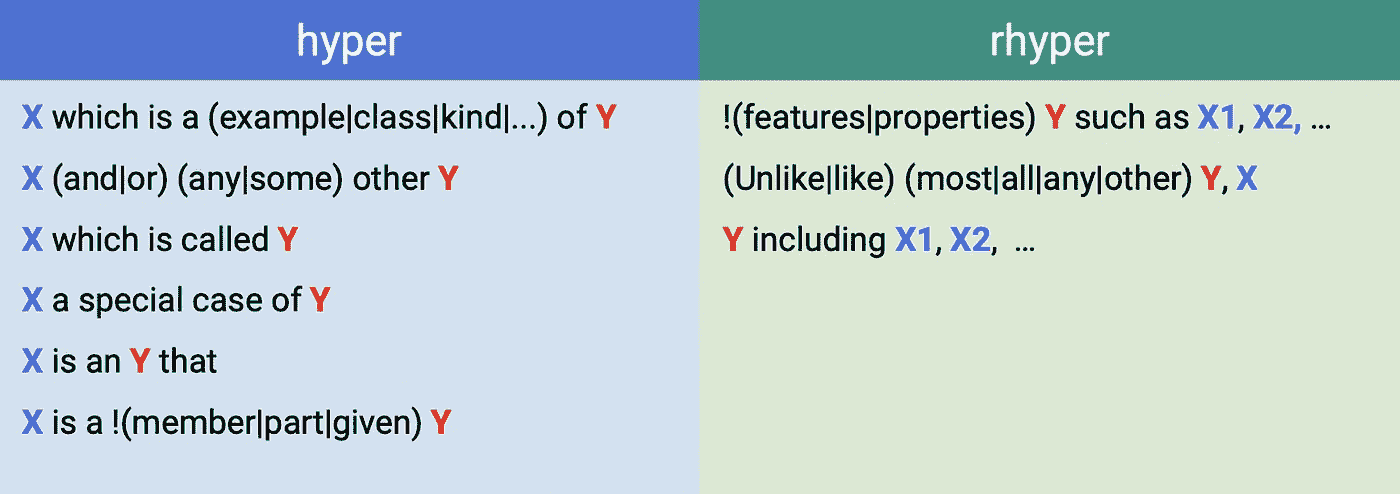 hyper
X which is a (example|class|kind|...) of Y
X (and|or) (any|some) other Y
X which is called Y
X a special case of Y
X is an Y that
X is a !(member|part|given) Y
rhyper
!(features|properties) Y such as X1, X2, ...
(Unlike|like) (most|all|any|other) Y, X
Y including X1, X2, ...